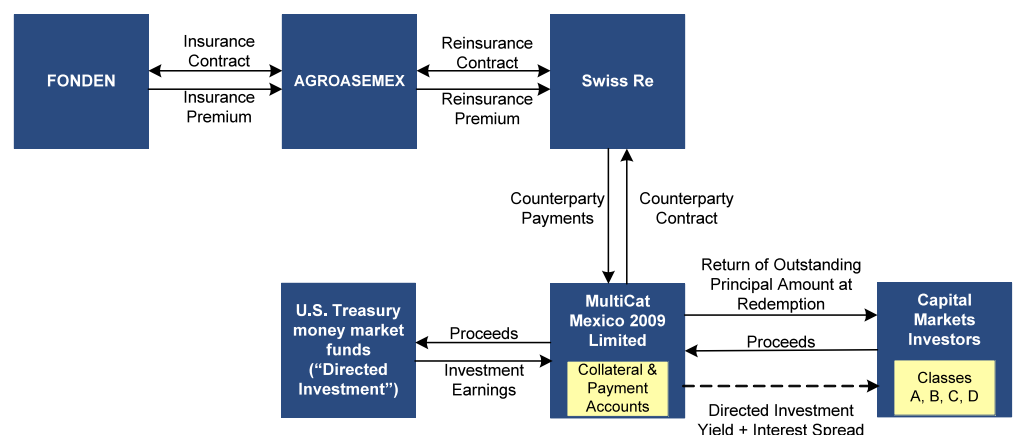 FONDEN
Insurance
Contract
Insurance
Premium
AGROASEMEX
Reinsurance
Contract
Reinsurance
Premium
Swiss Re
Counterparty
Payments
Counterparty
Contract
U.S. Treasury
money market
funds
(“Directed
Investment”)
Proceeds
Investment
Earnings
MultiCat
Mexico 2009
Limited
Collateral &
Payment
Accounts
Return of Outstanding
Principal Amount at
Redemption
Proceeds
Directed Investment
Yield + Interest Spread
Capital
Markets
Investors
Classes
A, B, C, D